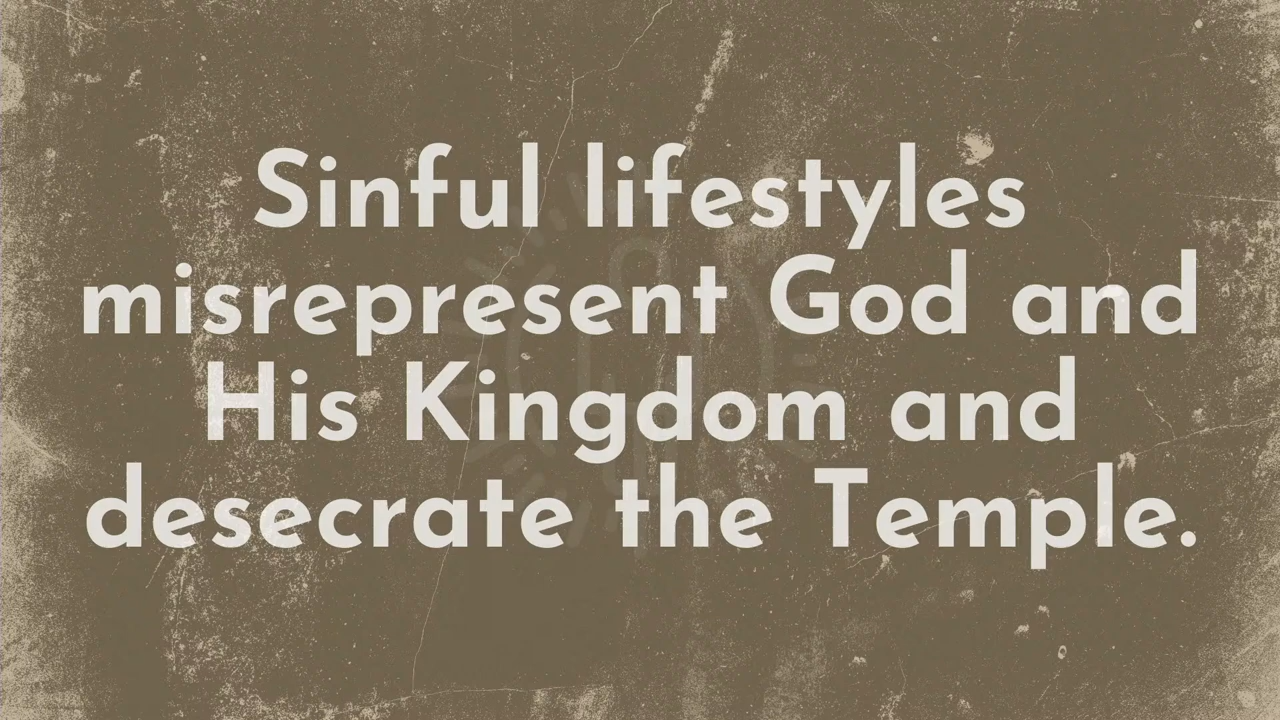 Sinful lifestyles
misrepresent God and
His Kingdom and
desecrate the Temple.